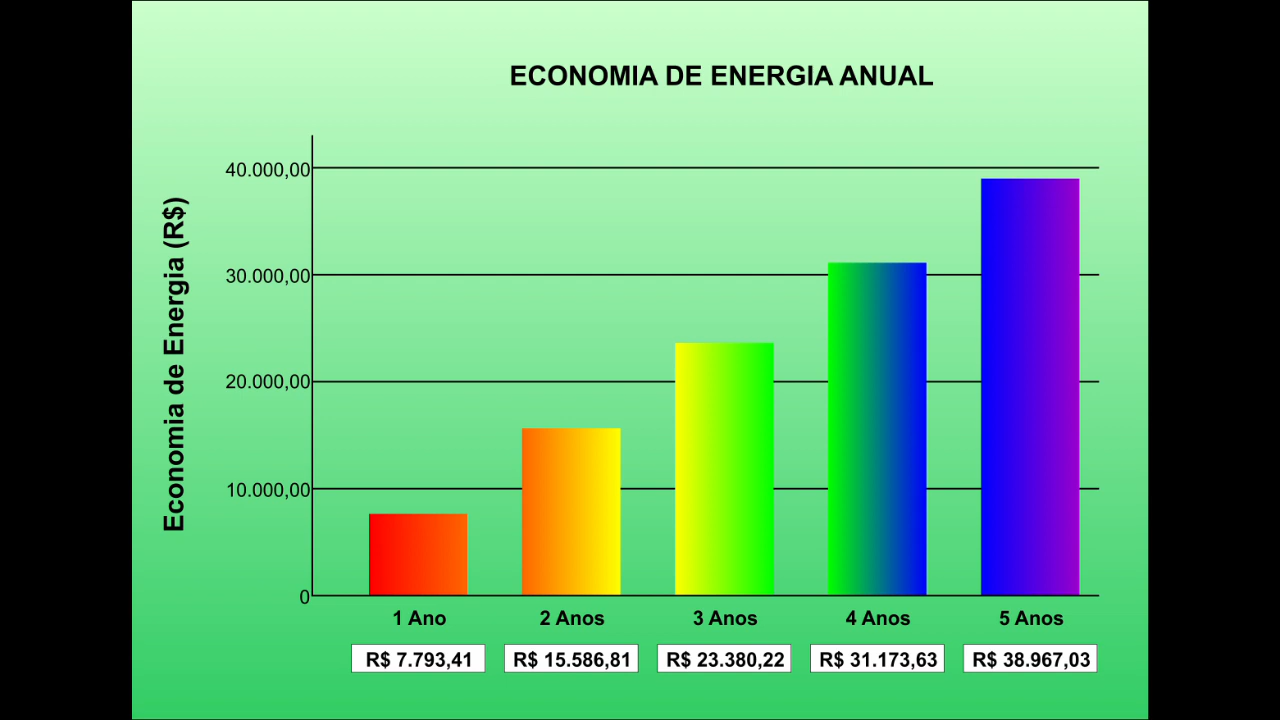 ECONOMIA DE ENERGIA ANUAL
Economia de Energia (R$)
40.000,00
30.000,00
20.000,00
10.000,00
0
1 Ano 2 Anos 3 Anos 4 Anos 5 Anos
R$ 7.793,41 R$ 15.586,81 R$ 23.380,22 R$ 31.173,63 R$ 38.967,03